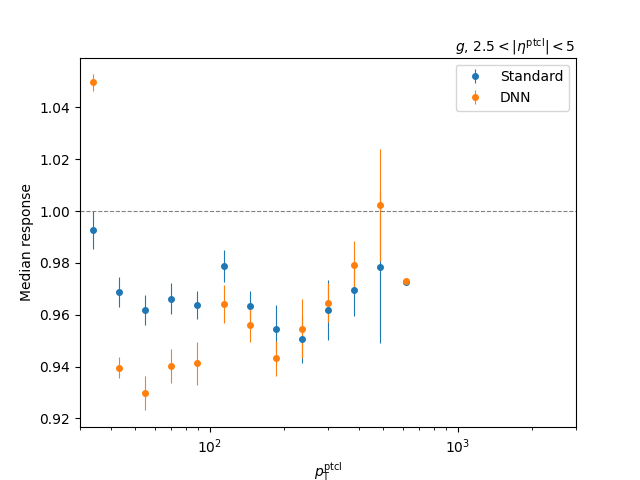 g, 2.5 < |η^ptcl| < 5
Standard
DNN
Median response
1.04
1.02
1.00
0.98
0.96
0.94
0.92
10^2
10^3
p_T^ptcl